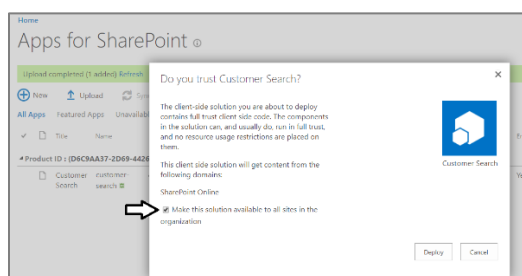 Home
Apps for SharePoint
Upload completed (1 added) Refresh
New Upload Sync
All Apps Featured Apps Unavailabl
Title Name
Product ID : (D6C9AA37-2D69-4426
Customer Search customer-search
Do you trust Customer Search?
The client-side solution you are about to deploy
contains full trust client side code. The components
in the solution can, and usually do, run in full trust,
and no resource usage restrictions are placed on
them.
This client side solution will get content from the
following domains:
SharePoint Online
Make this solution available to all sites in the
organization
Customer Search
Deploy Cancel